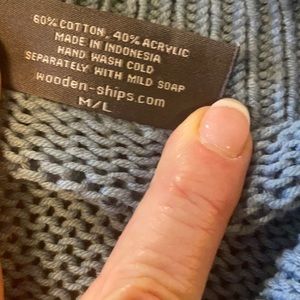 60% COTTON, 40% ACRYLIC
MADE IN INDONESIA
HAND WASH COLD
SEPARATELY WITH MILD SOAP
wooden-ships.com
M/L